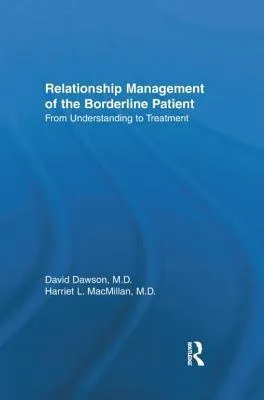 Relationship Management
of the Borderline Patient
From Understanding to Treatment
David Dawson, M.D.
Harriet L. MacMillan, M.D.
ROUTLEDGE